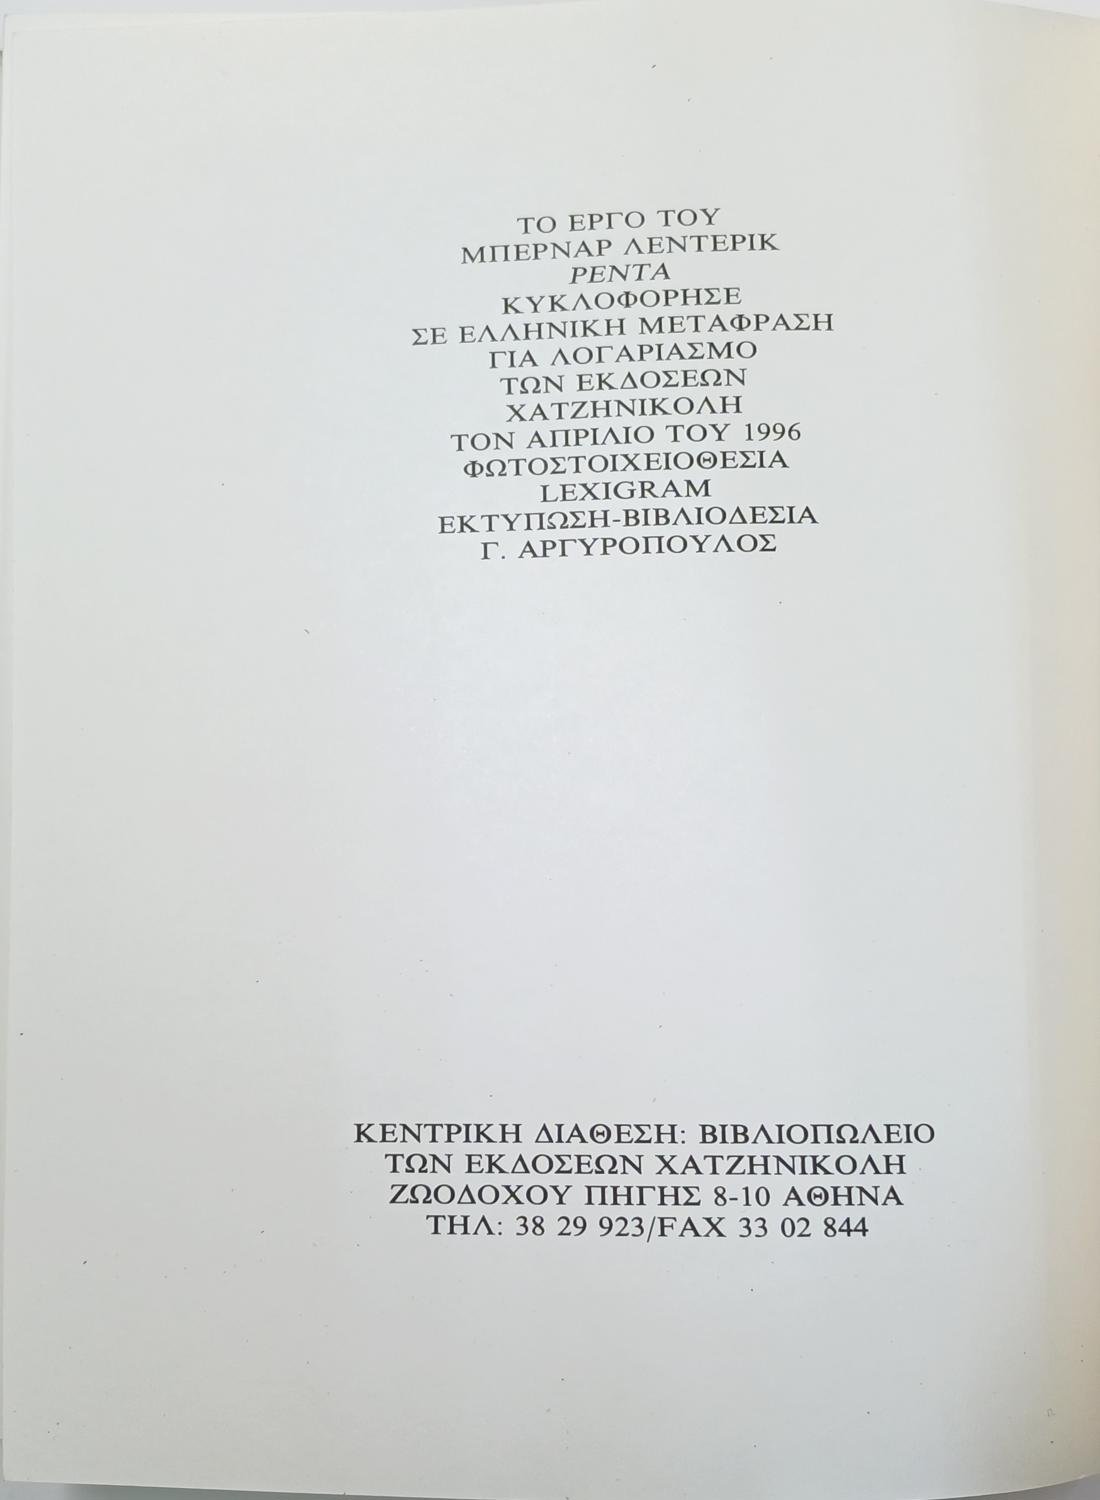 ΤΟ ΕΡΓΟ ΤΟΥ
ΜΠΕΡΝΑΡ ΛΕΝΤΕΡΙΚ
ΡΕΝΤΑ
ΚΥΚΛΟΦΟΡΗΣΕ
ΣΕ ΕΛΛΗΝΙΚΗ ΜΕΤΑΦΡΑΣΗ
ΓΙΑ ΛΟΓΑΡΙΑΣΜΟ
ΤΩΝ ΕΚΔΟΣΕΩΝ
ΧΑΤΖΗΝΙΚΟΛΗ
ΤΟΝ ΑΠΡΙΛΙΟ ΤΟΥ 1996
ΦΩΤΟΣΤΟΙΧΕΙΟΘΕΣΙΑ
LEXIGRAM
ΕΚΤΥΠΩΣΗ-ΒΙΒΛΙΟΔΕΣΙΑ
Γ. ΑΡΓΥΡΟΠΟΥΛΟΣ
ΚΕΝΤΡΙΚΗ ΔΙΑΘΕΣΗ: ΒΙΒΛΙΟΠΩΛΕΙΟ
ΤΩΝ ΕΚΔΟΣΕΩΝ ΧΑΤΖΗΝΙΚΟΛΗ
ΖΩΟΔΟΧΟΥ ΠΗΓΗΣ 8-10 ΑΘΗΝΑ
ΤΗΛ: 38 29 923/FAX 33 02 844